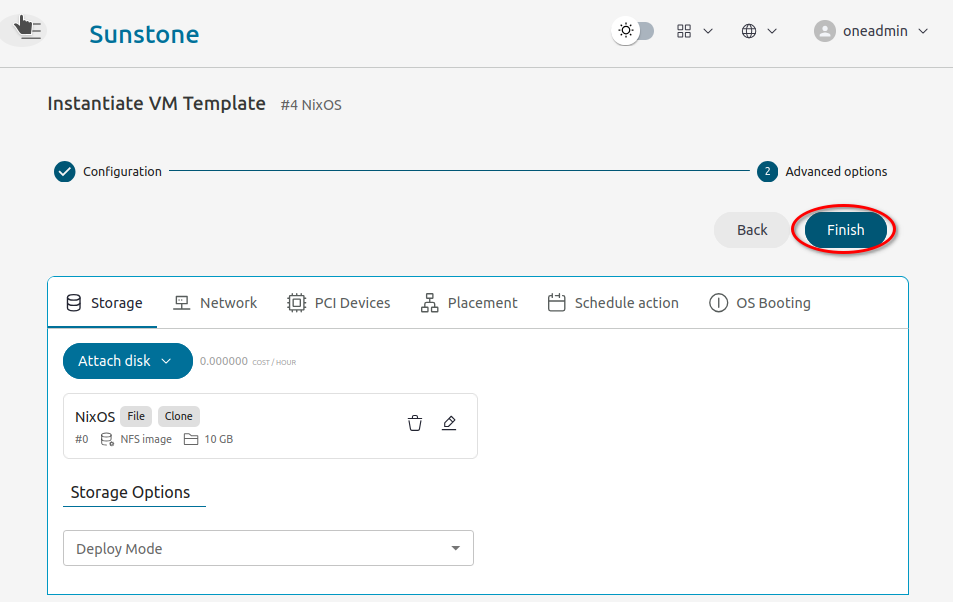 Sunstone
oneadmin
Instantiate VM Template #4 NixOS
Configuration 2 Advanced options
Back Finish
Storage Network PCI Devices Placement Schedule action OS Booting
Attach disk 0.000000 COST / HOUR
NixOS File Clone
#0 NFS image 10 GB
Storage Options
Deploy Mode